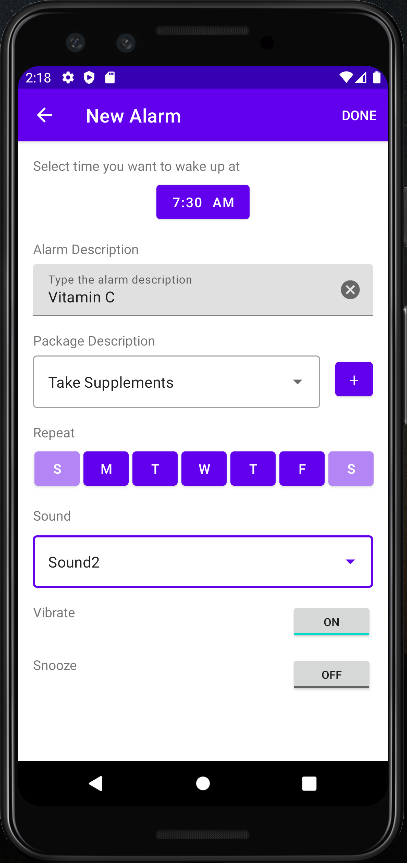 2:18
New Alarm DONE
Select time you want to wake up at
7:30 AM
Alarm Description
Type the alarm description
Vitamin C
Package Description
Take Supplements +
Repeat
S M T W T F S
Sound
Sound2
Vibrate ON
Snooze OFF